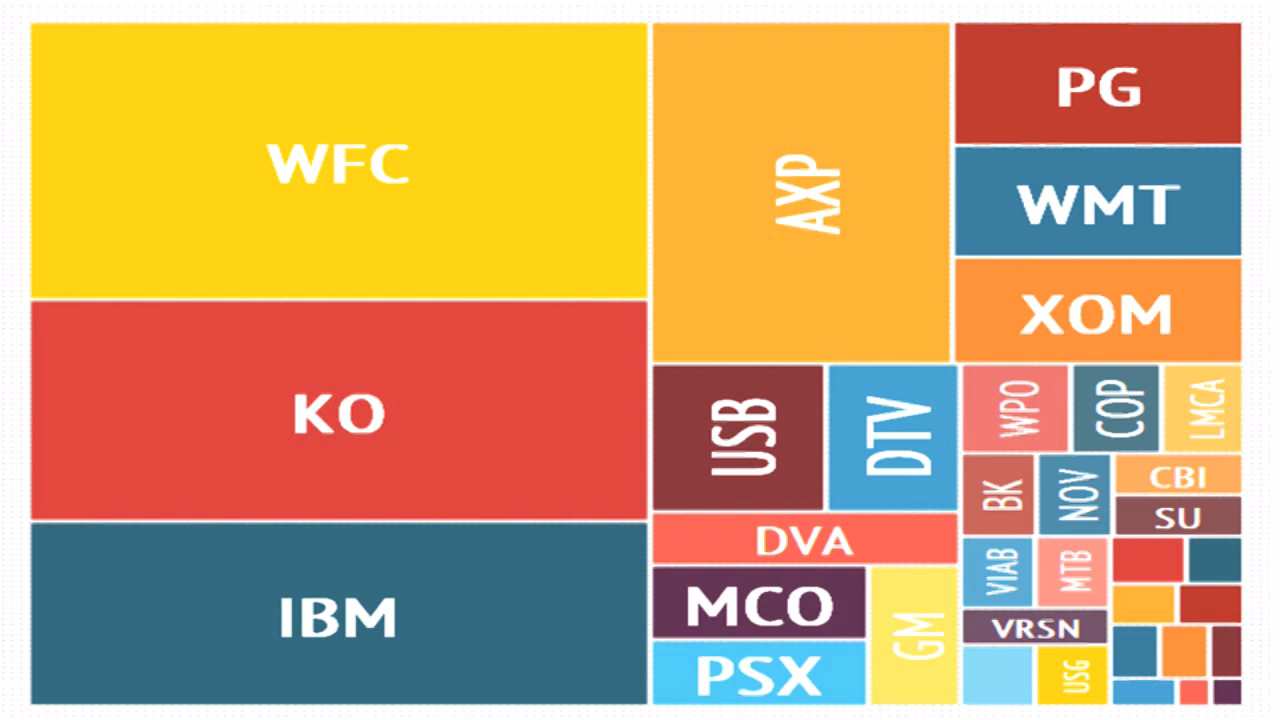 WFC
KO
IBM
AXP
PG
WMT
XOM
USB
DTV
DVA
MCO
PSX
GM
WPO
COP
LMCA
BK
NOV
CBI
SU
VIAB
MTB
VRSN
USG